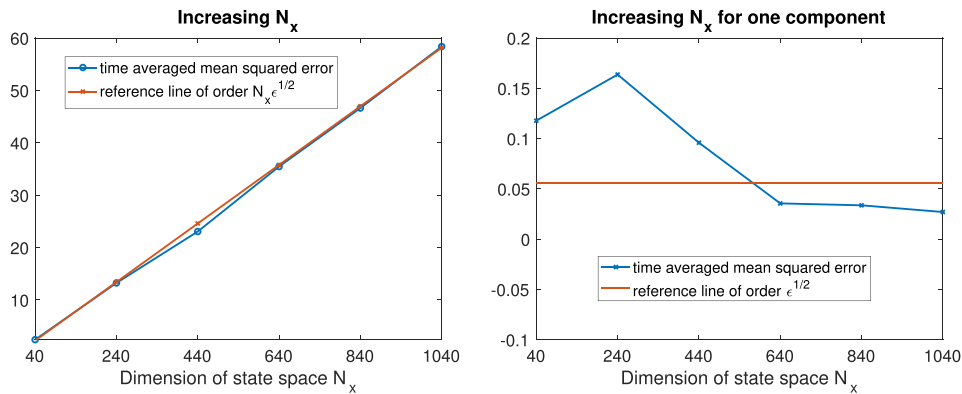 Increasing N_x
60
50
40
30
20
10
40 240 440 640 840 1040
Dimension of state space N_x
time averaged mean squared error
reference line of order N_xϵ^{1/2}
Increasing N_x for one component
0.2
0.15
0.1
0.05
0
-0.05
-0.1
40 240 440 640 840 1040
Dimension of state space N_x
time averaged mean squared error
reference line of order ϵ^{1/2}